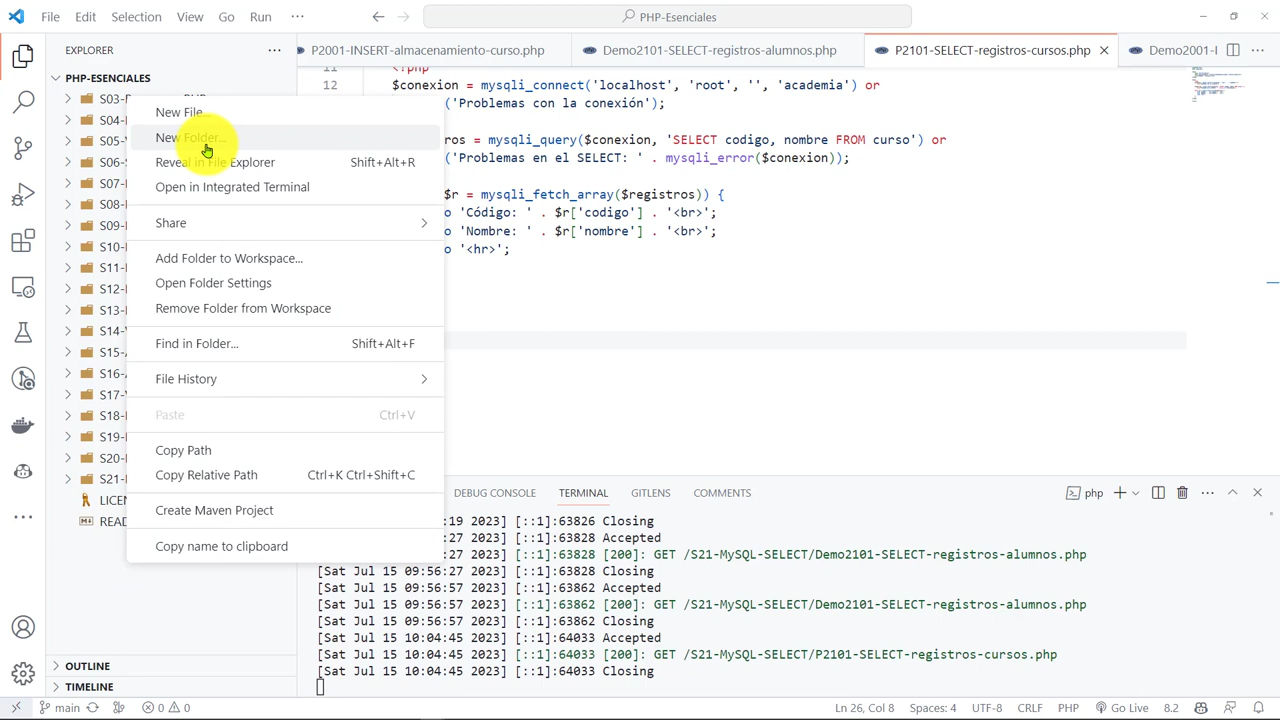 File Edit Selection View Go Run ···
PHP-Esenciales
EXPLORER
PHP-ESENCIALES
S03-
S04-
S05-
S06-
S07-
S08-
S09-
S10-
S11-
S12-
S13-
S14-
S15-
S16-
S17-
S18-
S19-
S20-
S21-
LICEN
READ
OUTLINE
TIMELINE
New File...
New Folder...
Reveal in File Explorer Shift+Alt+R
Open in Integrated Terminal
Share
Add Folder to Workspace...
Open Folder Settings
Remove Folder from Workspace
Find in Folder... Shift+Alt+F
File History
Paste Ctrl+V
Copy Path
Copy Relative Path Ctrl+K Ctrl+Shift+C
Create Maven Project
Copy name to clipboard
P2001-INSERT-almacenamiento-curso.php Demo2101-SELECT-registros-alumnos.php P2101-SELECT-registros-cursos.php Demo2001-I
11 <?php
12 $conexion = mysqli_connect('localhost', 'root', '', 'academia') or
('Problemas con la conexión');
ros = mysqli_query($conexion, 'SELECT codigo, nombre FROM curso') or
('Problemas en el SELECT: ' . mysqli_error($conexion));
$r = mysqli_fetch_array($registros)) {
o 'Código: ' . $r['codigo'] . '<br>';
o 'Nombre: ' . $r['nombre'] . '<br>';
o '<hr>';
DEBUG CONSOLE TERMINAL GITLENS COMMENTS
php
:19 2023] [::1]:63826 Closing
:27 2023] [::1]:63828 Accepted
:27 2023] [::1]:63828 [200]: GET /S21-MySQL-SELECT/Demo2101-SELECT-registros-alumnos.php
[Sat Jul 15 09:56:27 2023] [::1]:63828 Closing
[Sat Jul 15 09:56:57 2023] [::1]:63862 Accepted
[Sat Jul 15 09:56:57 2023] [::1]:63862 [200]: GET /S21-MySQL-SELECT/Demo2101-SELECT-registros-alumnos.php
[Sat Jul 15 09:56:57 2023] [::1]:63862 Closing
[Sat Jul 15 10:04:45 2023] [::1]:64033 Accepted
[Sat Jul 15 10:04:45 2023] [::1]:64033 [200]: GET /S21-MySQL-SELECT/P2101-SELECT-registros-cursos.php
[Sat Jul 15 10:04:45 2023] [::1]:64033 Closing
main 0 0 Ln 26, Col 8 Spaces: 4 UTF-8 CRLF PHP Go Live 8.2